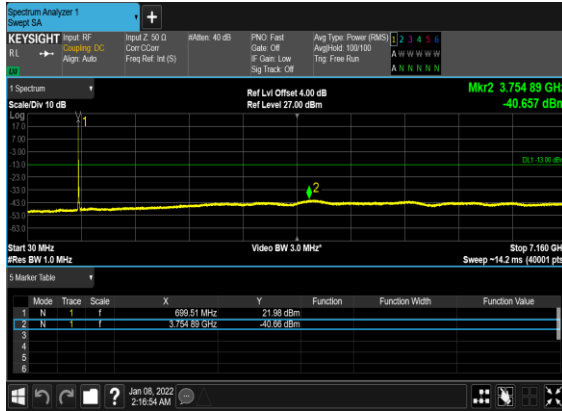 Spectrum Analyzer 1
Swept SA
+
KEYSIGHT Input: RF Input Z: 50 Ω #Atten: 40 dB PNO: Fast Avg Type: Power (RMS) 1 2 3 4 5 6
RL Coupling: DC Corr CCorr Gate: Off Avg|Hold: 100/100 A W W W W W
Align: Auto Freq Ref: Int (S) IF Gain: Low Trig: Free Run
LV Sig Track: Off A N N N N N
1 Spectrum Ref Lvl Offset 4.00 dB Mkr2 3.754 89 GHz
Scale/Div 10 dB Ref Level 27.00 dBm -40.657 dBm
Log
17.0
7.00
-3.00
-13.0
-23.0
-33.0
-43.0
-53.0
-63.0
1
DL1 -13.00 dBm
2
Start 30 MHz Video BW 3.0 MHz* Stop 7.160 GHz
#Res BW 1.0 MHz Sweep ~14.2 ms (40001 pts)
5 Marker Table
Mode Trace Scale X Y Function Function Width Function Value
1 N 1 f 699.51 MHz 21.98 dBm
2 N 1 f 3.754 89 GHz -40.66 dBm
3
4
5
6
? Jan 08, 2022
2:16:54 AM